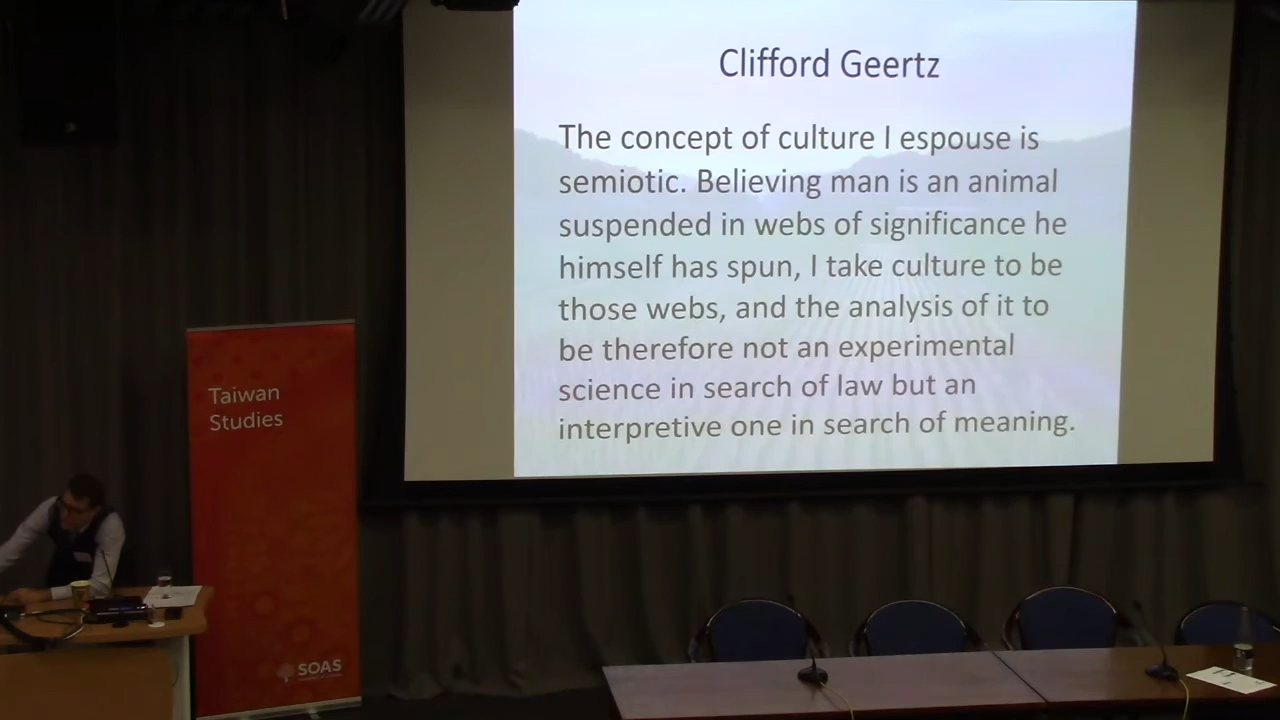 Clifford Geertz
The concept of culture I espouse is
semiotic. Believing man is an animal
suspended in webs of significance he
himself has spun, I take culture to be
those webs, and the analysis of it to
be therefore not an experimental
science in search of law but an
interpretive one in search of meaning.
Taiwan
Studies
SOAS